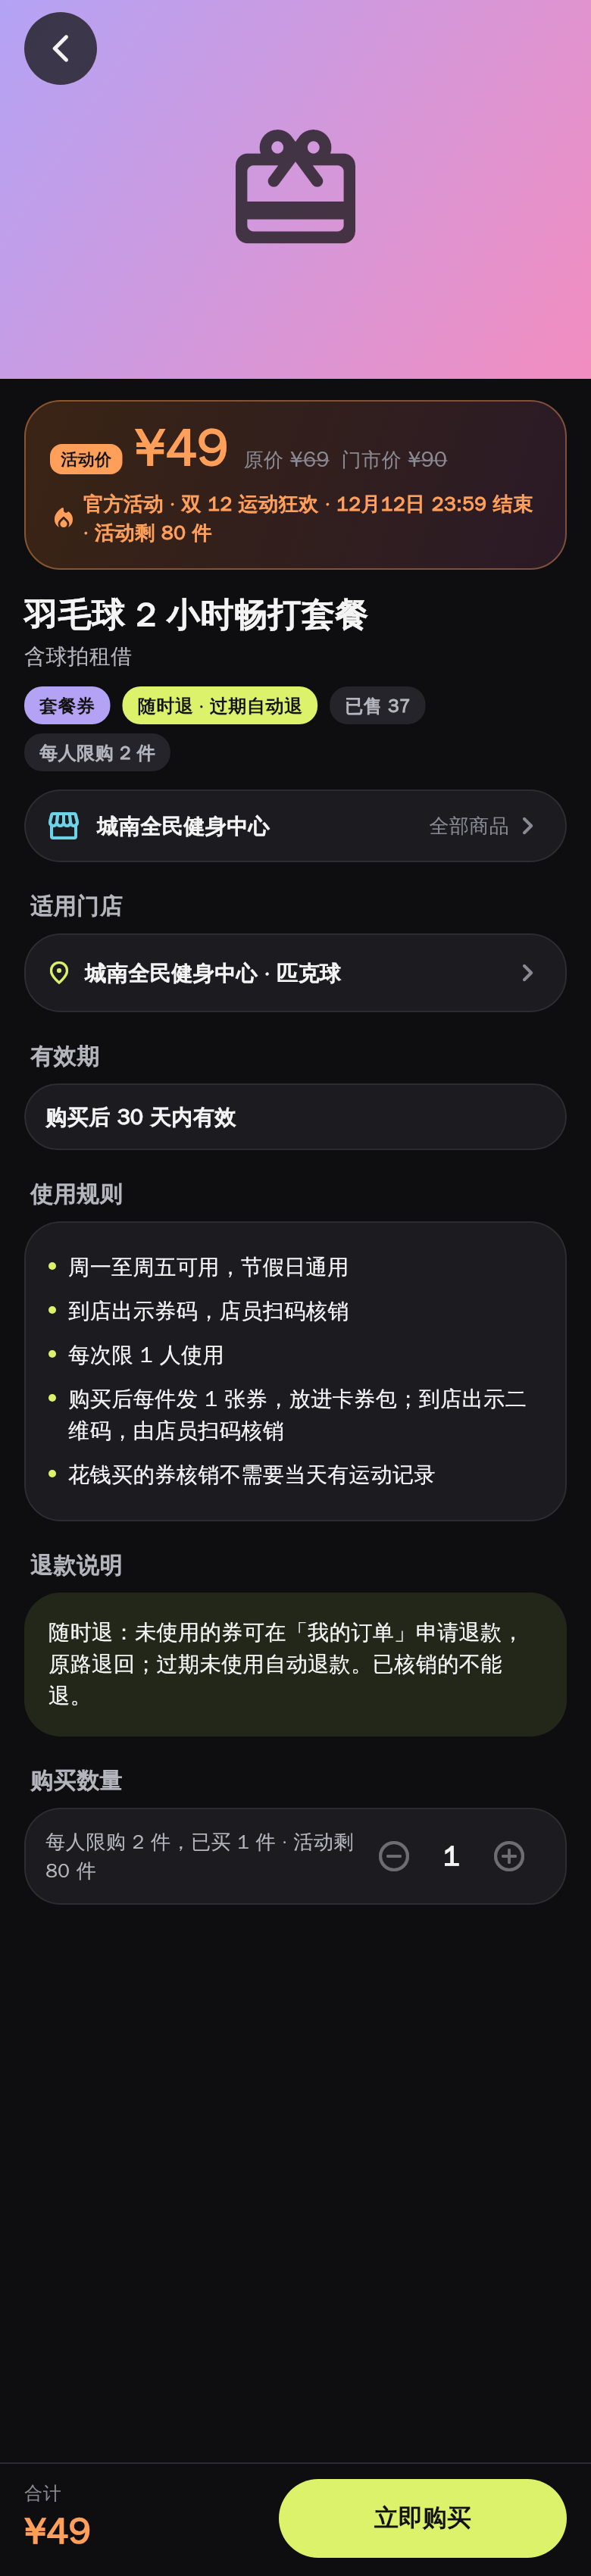 活动价 ¥49 原价 ¥69 门市价 ¥90
官方活动 · 双 12 运动狂欢 · 12月12日 23:59 结束
· 活动剩 80 件
羽毛球 2 小时畅打套餐
含球拍租借
套餐券 随时退 · 过期自动退 已售 37
每人限购 2 件
城南全民健身中心 全部商品
适用门店
城南全民健身中心 · 匹克球
有效期
购买后 30 天内有效
使用规则
周一至周五可用，节假日通用
到店出示券码，店员扫码核销
每次限 1 人使用
购买后每件发 1 张券，放进卡券包；到店出示二
维码，由店员扫码核销
花钱买的券核销不需要当天有运动记录
退款说明
随时退：未使用的券可在「我的订单」申请退款，
原路退回；过期未使用自动退款。已核销的不能
退。
购买数量
每人限购 2 件，已买 1 件 · 活动剩
80 件
1
合计
¥49
立即购买